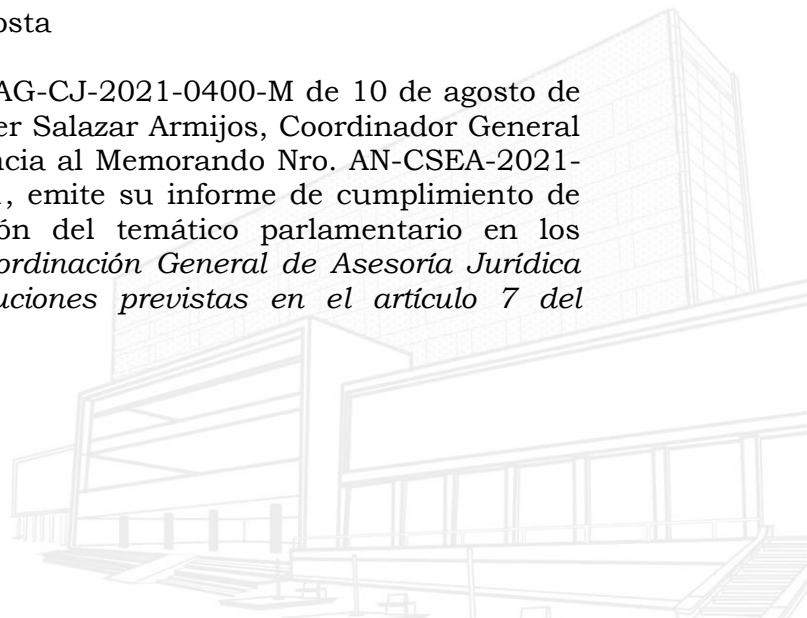 osta
AG-CJ-2021-0400-M de 10 de agosto de
er Salazar Armijos, Coordinador General
ncia al Memorando Nro. AN-CSEA-2021-
, emite su informe de cumplimiento de
ón del temático parlamentario en los
oordinación General de Asesoría Jurídica
uciones previstas en el artículo 7 del